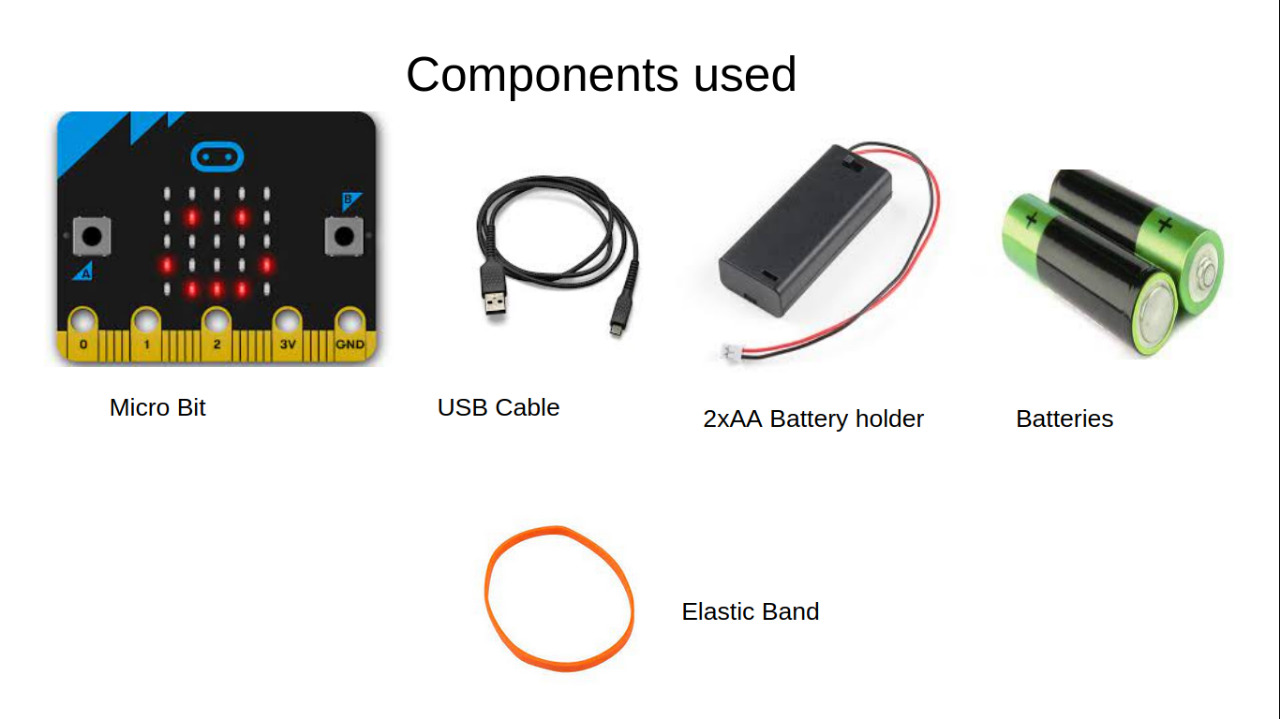 Components used
B
A
0 1 2 3V GND
Micro Bit
USB Cable
2xAA Battery holder
Batteries
Elastic Band